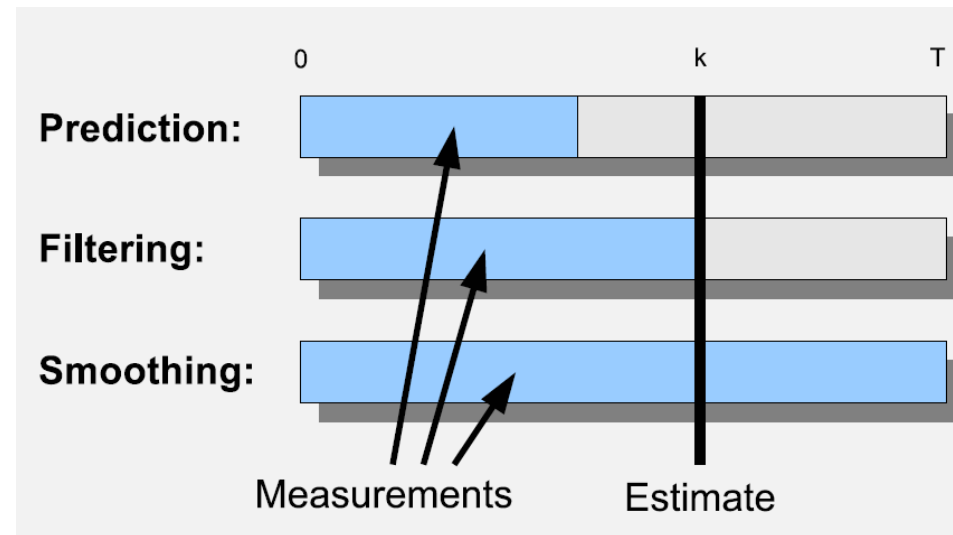 0 k T
Prediction:
Filtering:
Smoothing:
Measurements Estimate